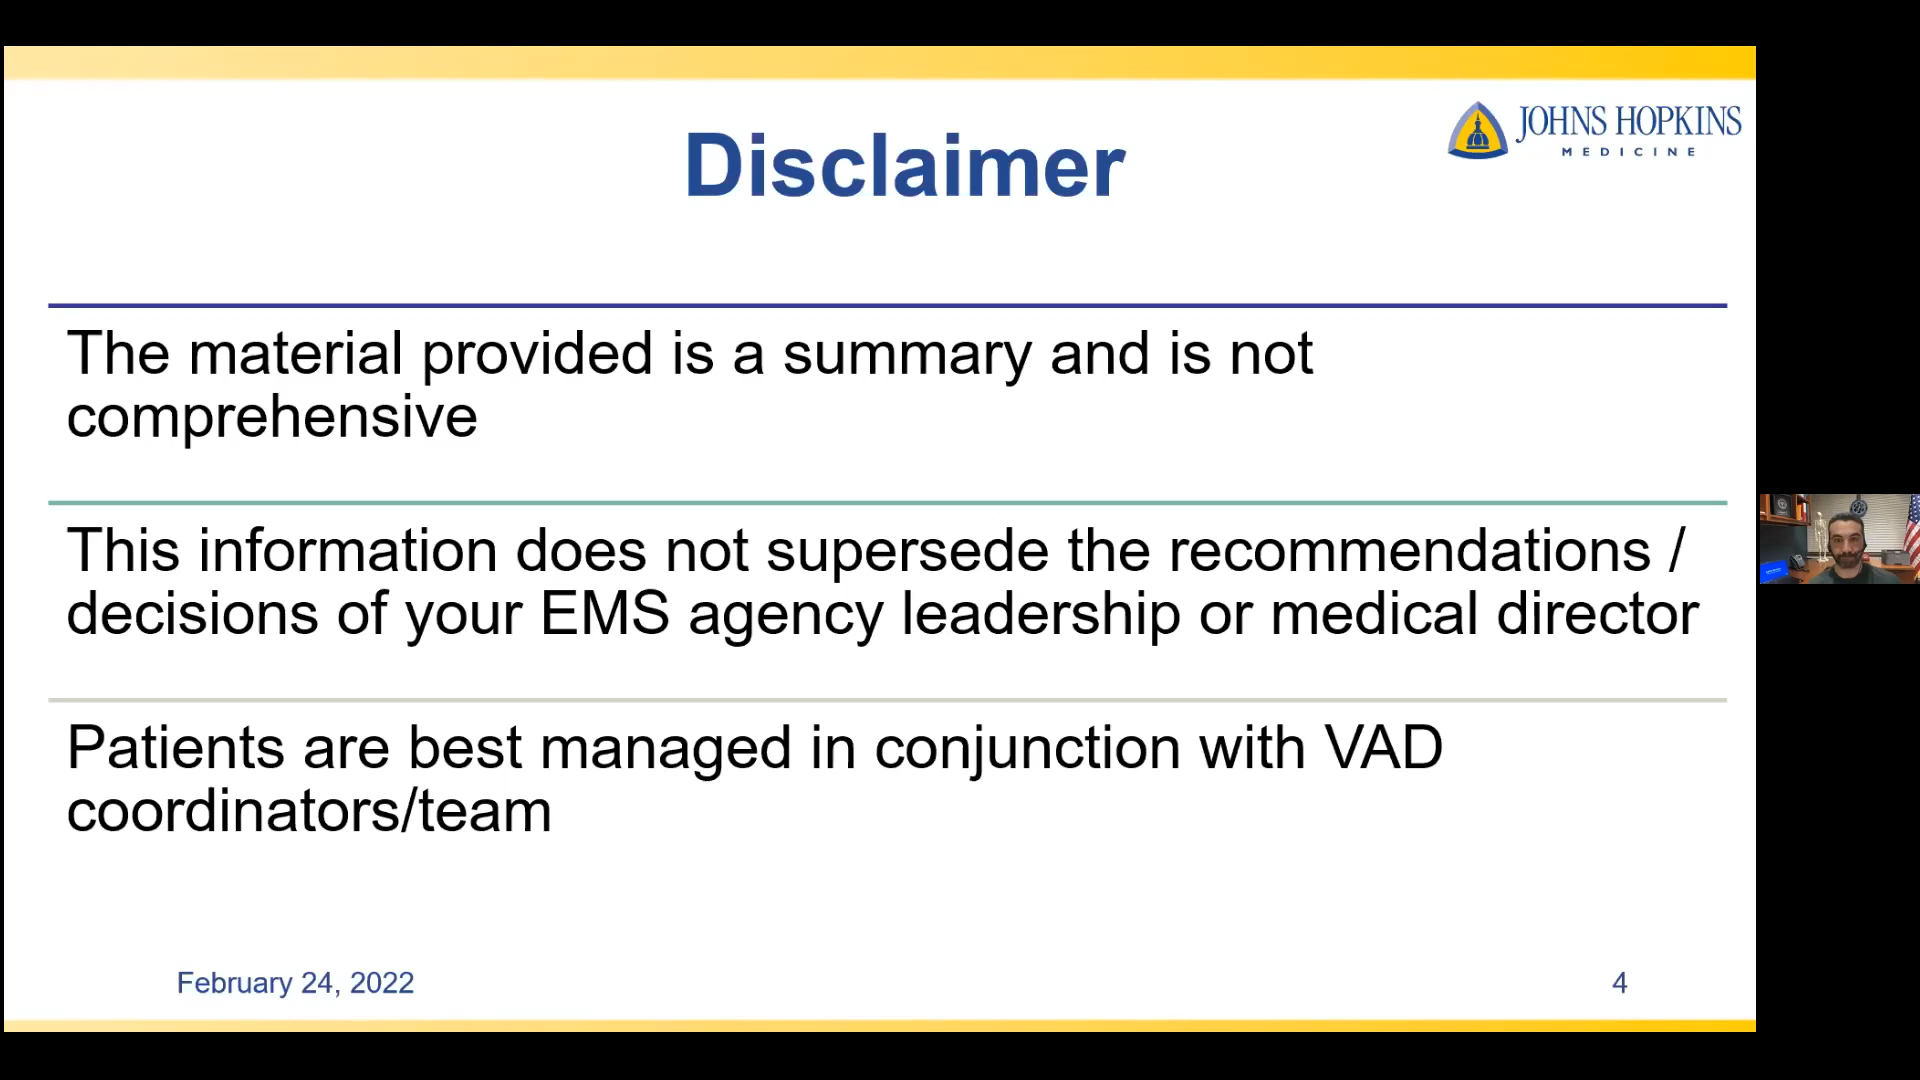 JOHNS HOPKINS
MEDICINE
Disclaimer
The material provided is a summary and is not
comprehensive
This information does not supersede the recommendations /
decisions of your EMS agency leadership or medical director
Patients are best managed in conjunction with VAD
coordinators/team
February 24, 2022
4